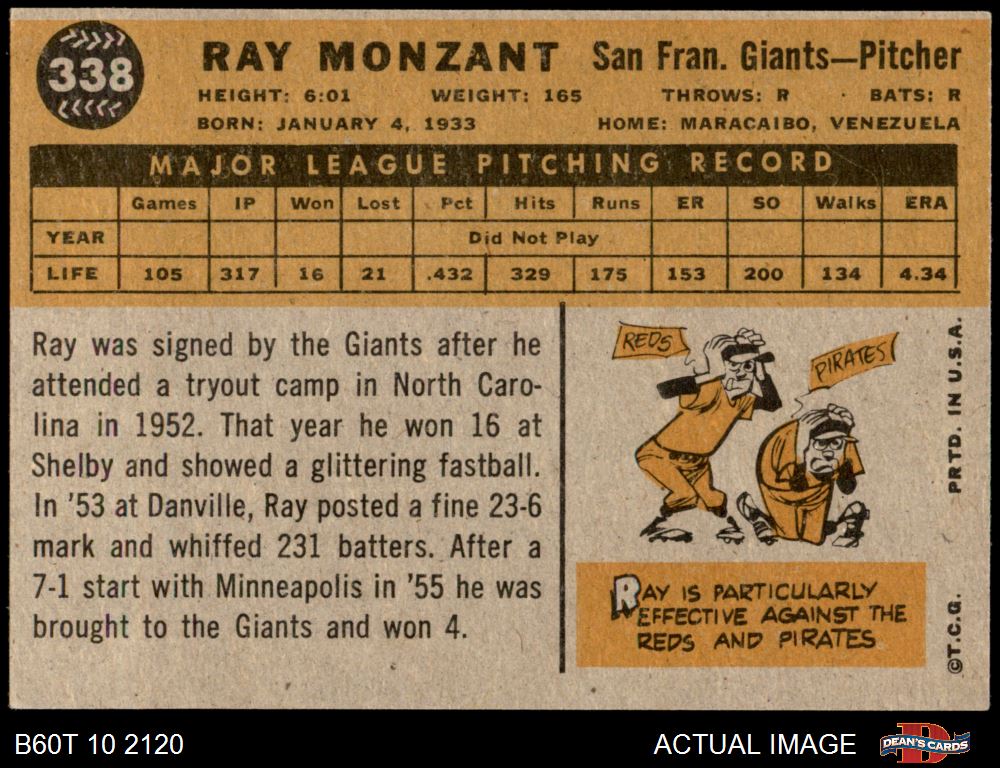 338
RAY MONZANT San Fran. Giants—Pitcher
HEIGHT: 6:01 WEIGHT: 165 THROWS: R · BATS: R
BORN: JANUARY 4, 1933 HOME: MARACAIBO, VENEZUELA
MAJOR LEAGUE PITCHING RECORD
Games IP Won Lost Pct Hits Runs ER SO Walks ERA
YEAR Did Not Play
LIFE 105 317 16 21 .432 329 175 153 200 134 4.34
Ray was signed by the Giants after he
attended a tryout camp in North Caro-
lina in 1952. That year he won 16 at
Shelby and showed a glittering fastball.
In '53 at Danville, Ray posted a fine 23-6
mark and whiffed 231 batters. After a
7-1 start with Minneapolis in '55 he was
brought to the Giants and won 4.
REDS
PIRATES
RAY IS PARTICULARLY
EFFECTIVE AGAINST THE
REDS AND PIRATES
©T.C.G. PRTD. IN U.S.A.
B60T 10 2120 ACTUAL IMAGE DEAN'S CARDS